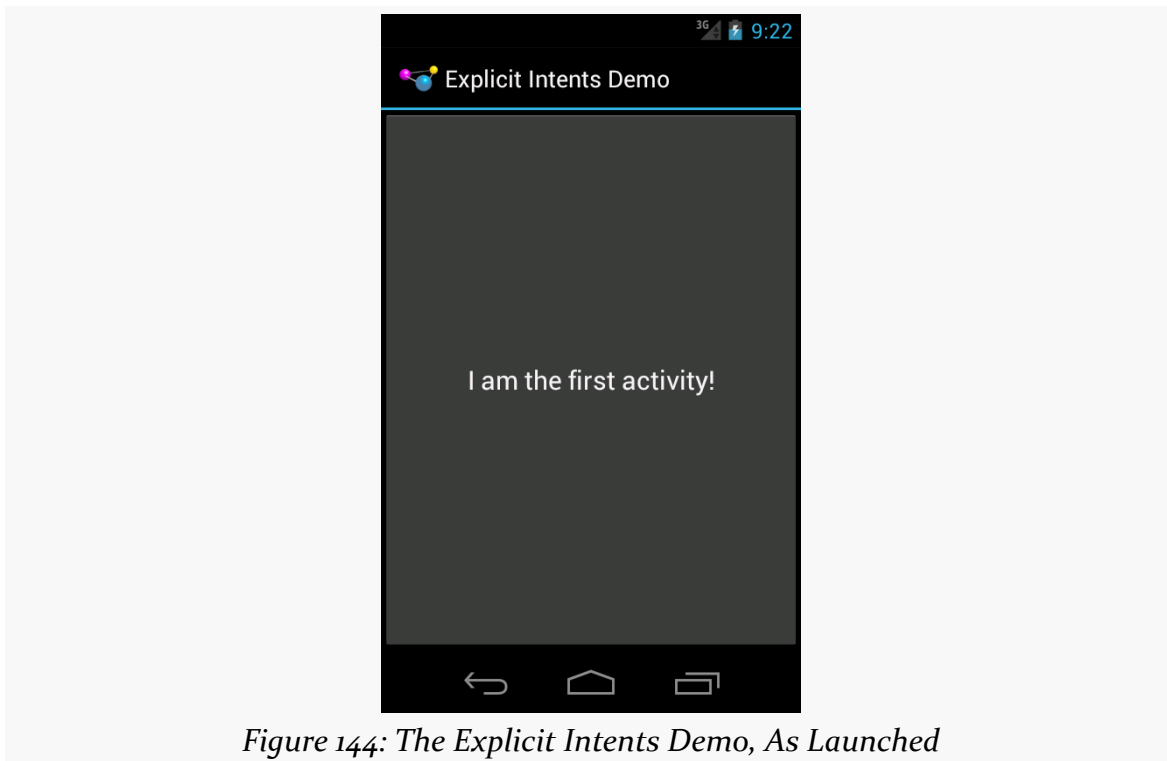 3G 9:22
Explicit Intents Demo
I am the first activity!
Figure 144: The Explicit Intents Demo, As Launched